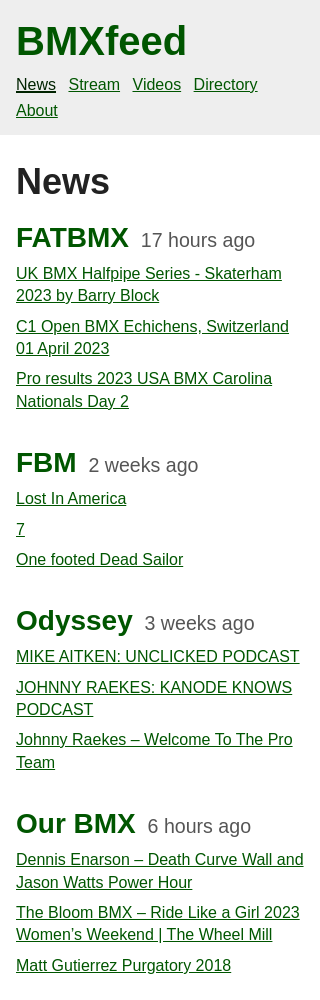 BMXfeed
News Stream Videos Directory
About
News
FATBMX 17 hours ago
UK BMX Halfpipe Series - Skaterham
2023 by Barry Block
C1 Open BMX Echichens, Switzerland
01 April 2023
Pro results 2023 USA BMX Carolina
Nationals Day 2
FBM 2 weeks ago
Lost In America
7
One footed Dead Sailor
Odyssey 3 weeks ago
MIKE AITKEN: UNCLICKED PODCAST
JOHNNY RAEKES: KANODE KNOWS
PODCAST
Johnny Raekes – Welcome To The Pro
Team
Our BMX 6 hours ago
Dennis Enarson – Death Curve Wall and
Jason Watts Power Hour
The Bloom BMX – Ride Like a Girl 2023
Women’s Weekend | The Wheel Mill
Matt Gutierrez Purgatory 2018